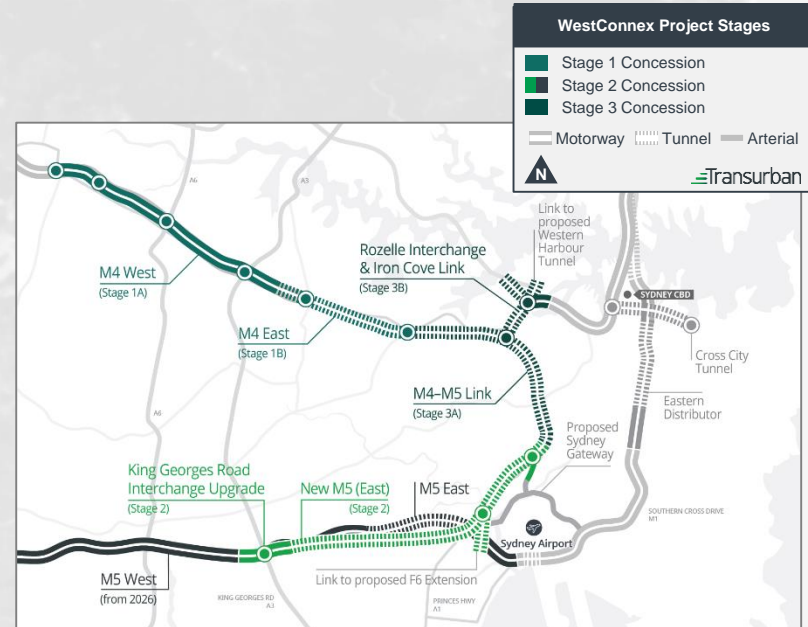 WestConnex Project Stages
Stage 1 Concession
Stage 2 Concession
Stage 3 Concession
Motorway
Tunnel
Arterial
N
Transurban
A6
A3
Link to
proposed
Western
Harbour
Tunnel
Rozelle Interchange
& Iron Cove Link
(Stage 3B)
M4 West
(Stage 1A)
SYDNEY CBD
M4 East
(Stage 1B)
Cross City
Tunnel
M4–M5 Link
(Stage 3A)
Eastern
Distributor
A6
Proposed
Sydney
Gateway
King Georges Road
Interchange Upgrade
(Stage 2)
New M5 (East)
(Stage 2)
M5 East
SOUTHERN CROSS DRIVE
M1
Sydney Airport
M5 West
(from 2026)
Link to proposed F6 Extension
KING GEORGES RD
A3
PRINCES HWY
A1